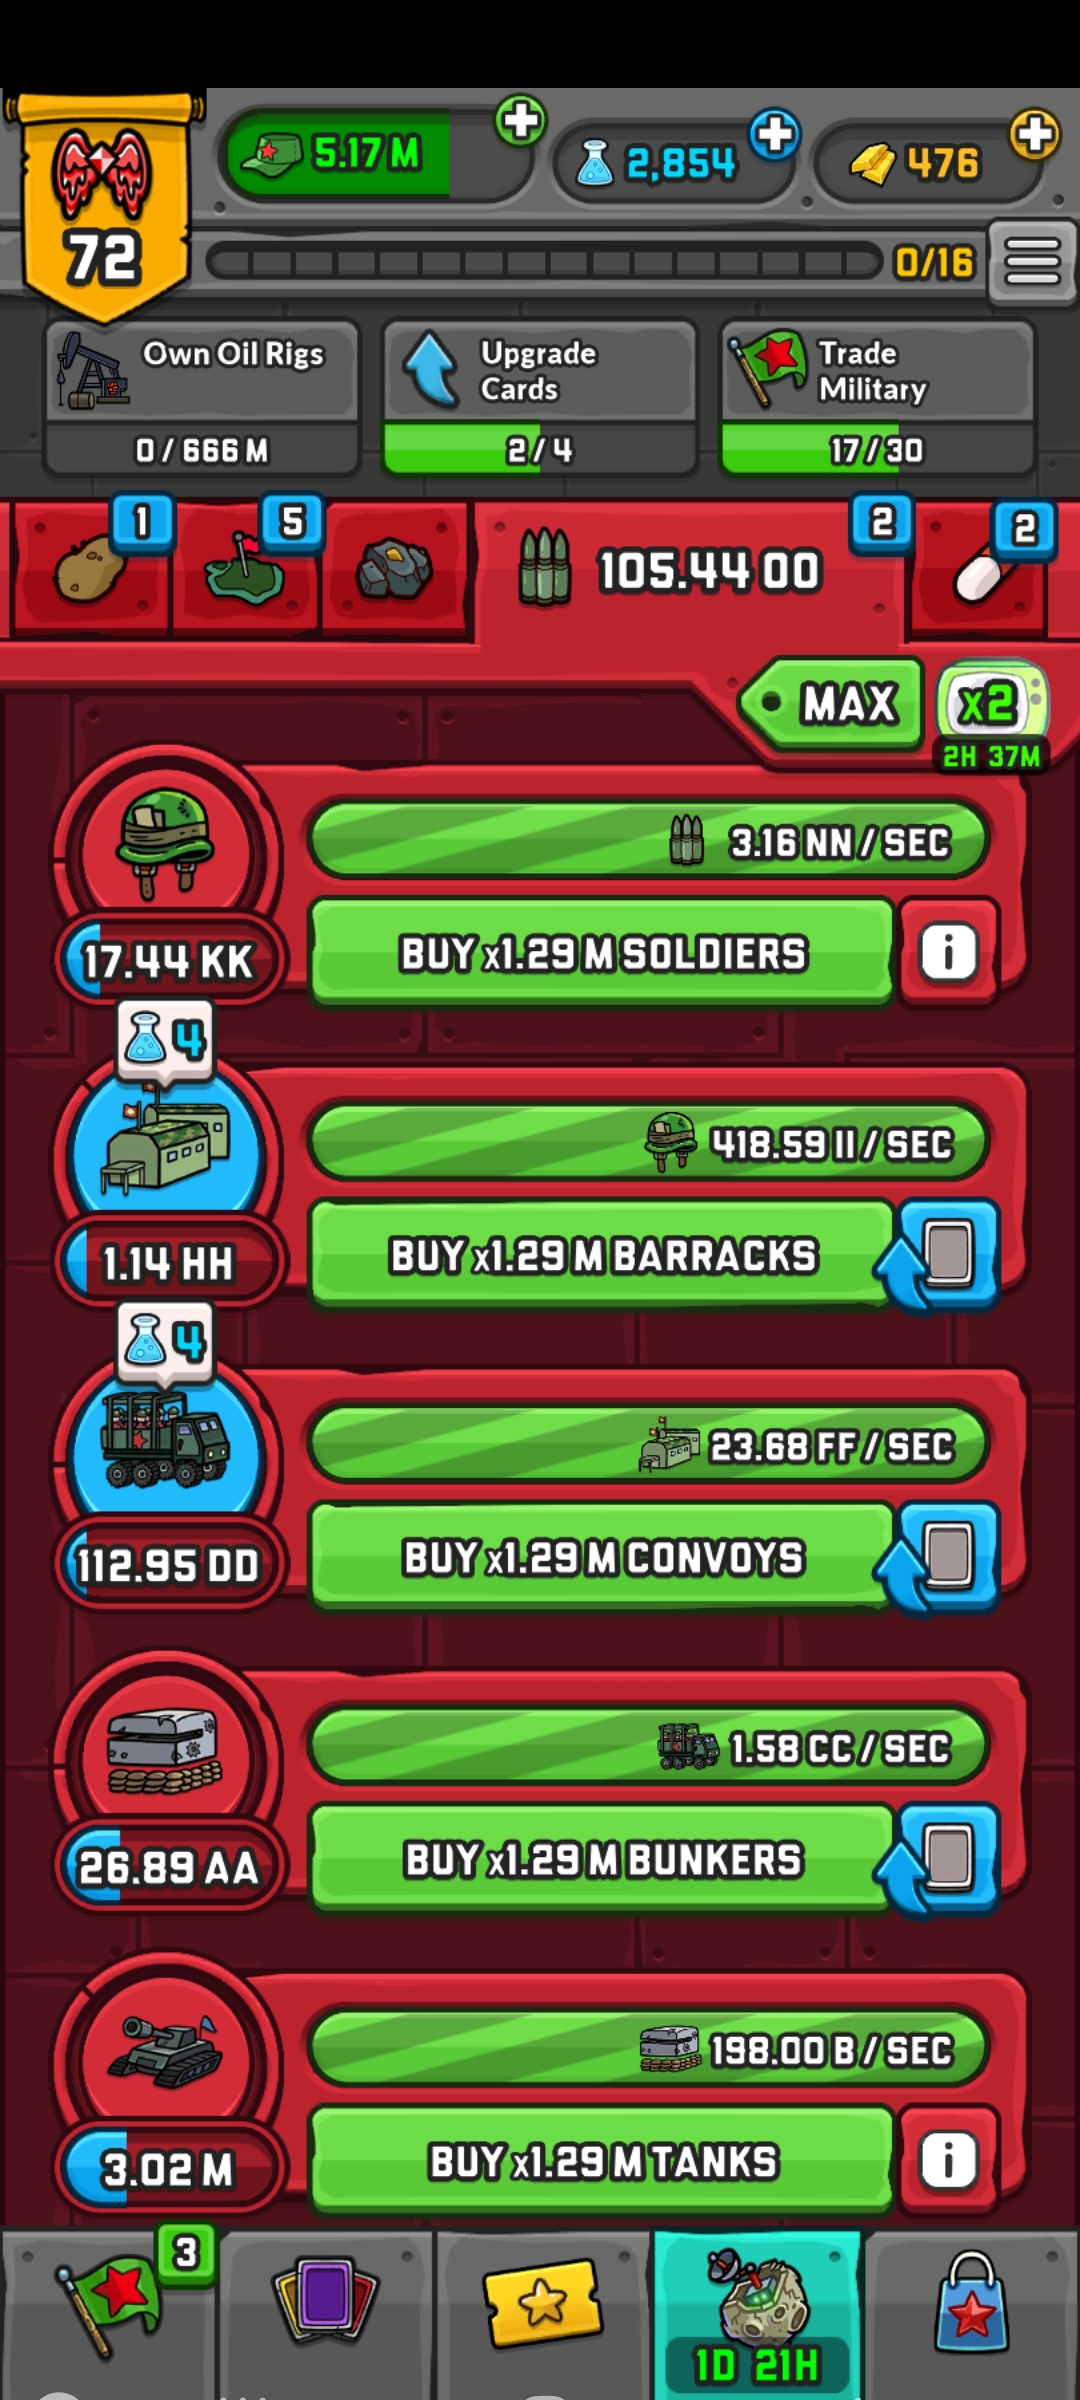 5.17 M
2,854
476
72
0/16
Own Oil Rigs
0 / 666 M
Upgrade
Cards
2 / 4
Trade
Military
17 / 30
1
5
105.44 OO
2
2
MAX
x2
2H 37M
3.16 NN / SEC
17.44 KK
BUY x1.29 M SOLDIERS
i
4
418.59 II / SEC
1.14 HH
BUY x1.29 M BARRACKS
4
23.68 FF / SEC
112.95 DD
BUY x1.29 M CONVOYS
1.58 CC / SEC
26.89 AA
BUY x1.29 M BUNKERS
198.00 B / SEC
3.02 M
BUY x1.29 M TANKS
i
3
1D 21H